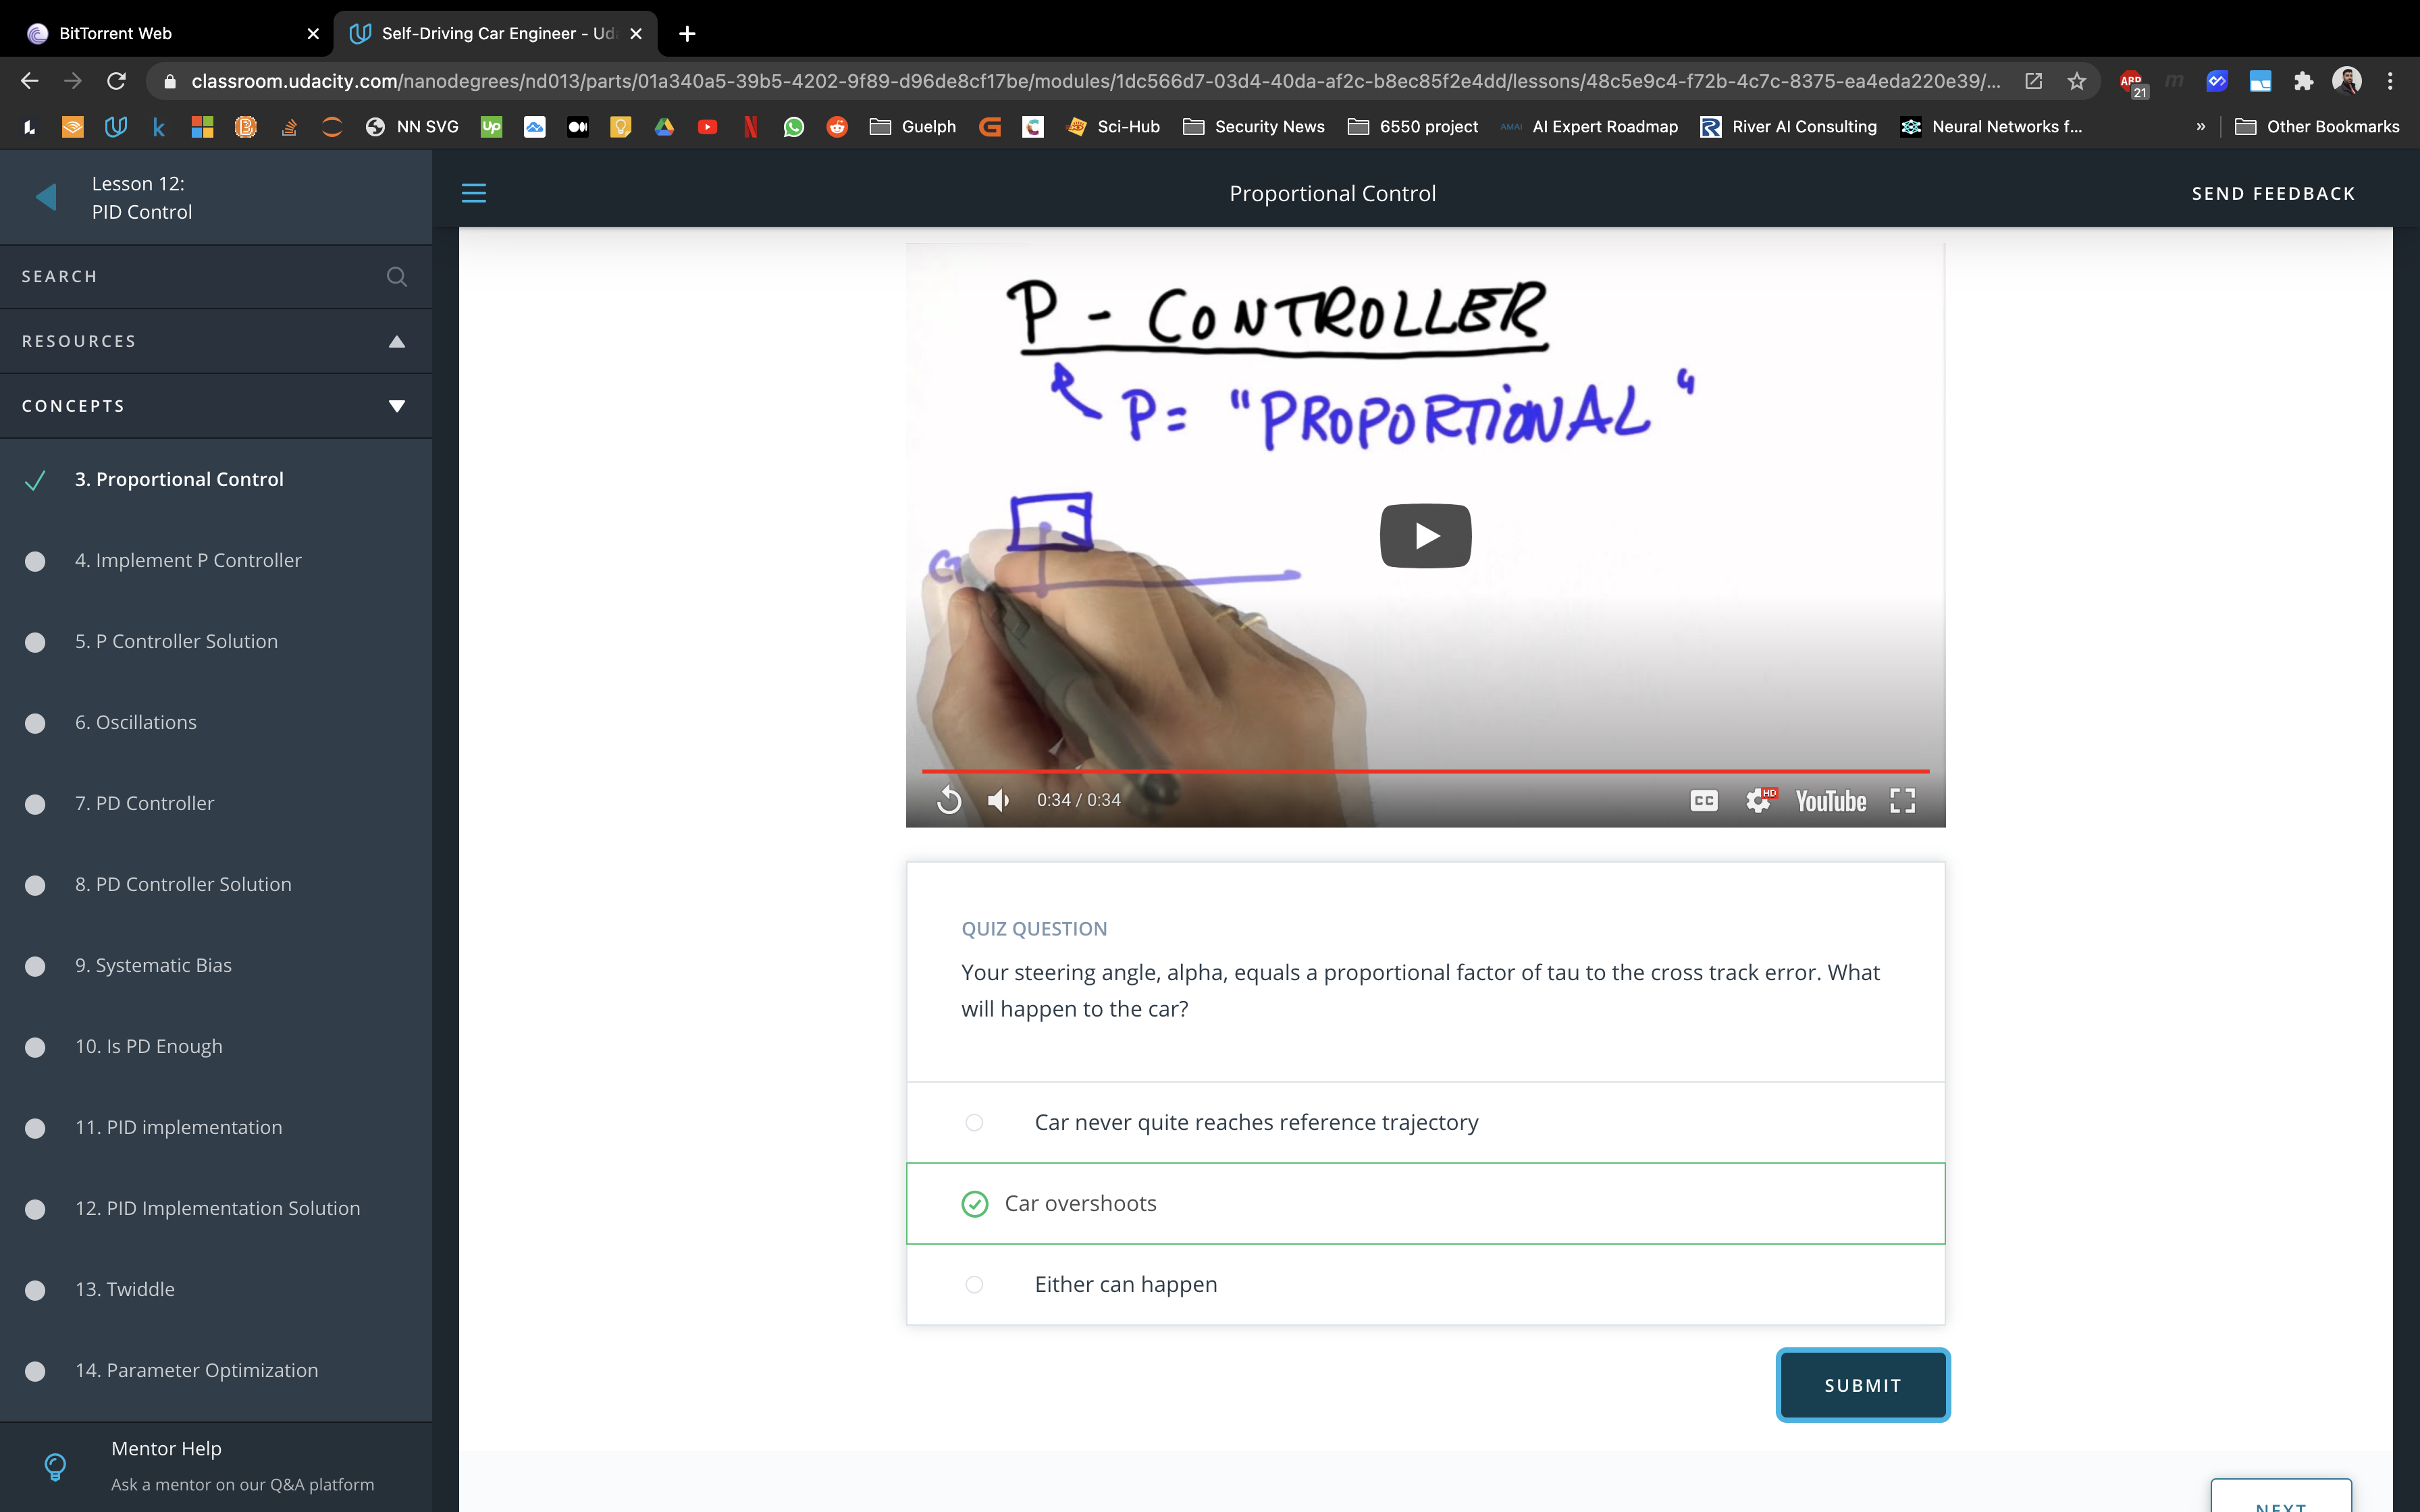 BitTorrent Web
Self-Driving Car Engineer - Ud
classroom.udacity.com/nanodegrees/nd013/parts/01a340a5-39b5-4202-9f89-d96de8cf17be/modules/1dc566d7-03d4-40da-af2c-b8ec85f2e4dd/lessons/48c5e9c4-f72b-4c7c-8375-ea4eda220e39/...
ABP
21
m
L
k
NN SVG
Up
N
Guelph
G
Sci-Hub
Security News
6550 project
AMAI
AI Expert Roadmap
R
River AI Consulting
Neural Networks f...
»
Other Bookmarks
Lesson 12:
PID Control
Proportional Control
SEND FEEDBACK
SEARCH
RESOURCES
CONCEPTS
3. Proportional Control
4. Implement P Controller
5. P Controller Solution
6. Oscillations
7. PD Controller
8. PD Controller Solution
9. Systematic Bias
10. Is PD Enough
11. PID implementation
12. PID Implementation Solution
13. Twiddle
14. Parameter Optimization
Mentor Help
Ask a mentor on our Q&A platform
P - CONTROLLER
P = "PROPORTIONAL"
0:34 / 0:34
CC
HD
YouTube
QUIZ QUESTION
Your steering angle, alpha, equals a proportional factor of tau to the cross track error. What
will happen to the car?
Car never quite reaches reference trajectory
Car overshoots
Either can happen
SUBMIT
NEXT